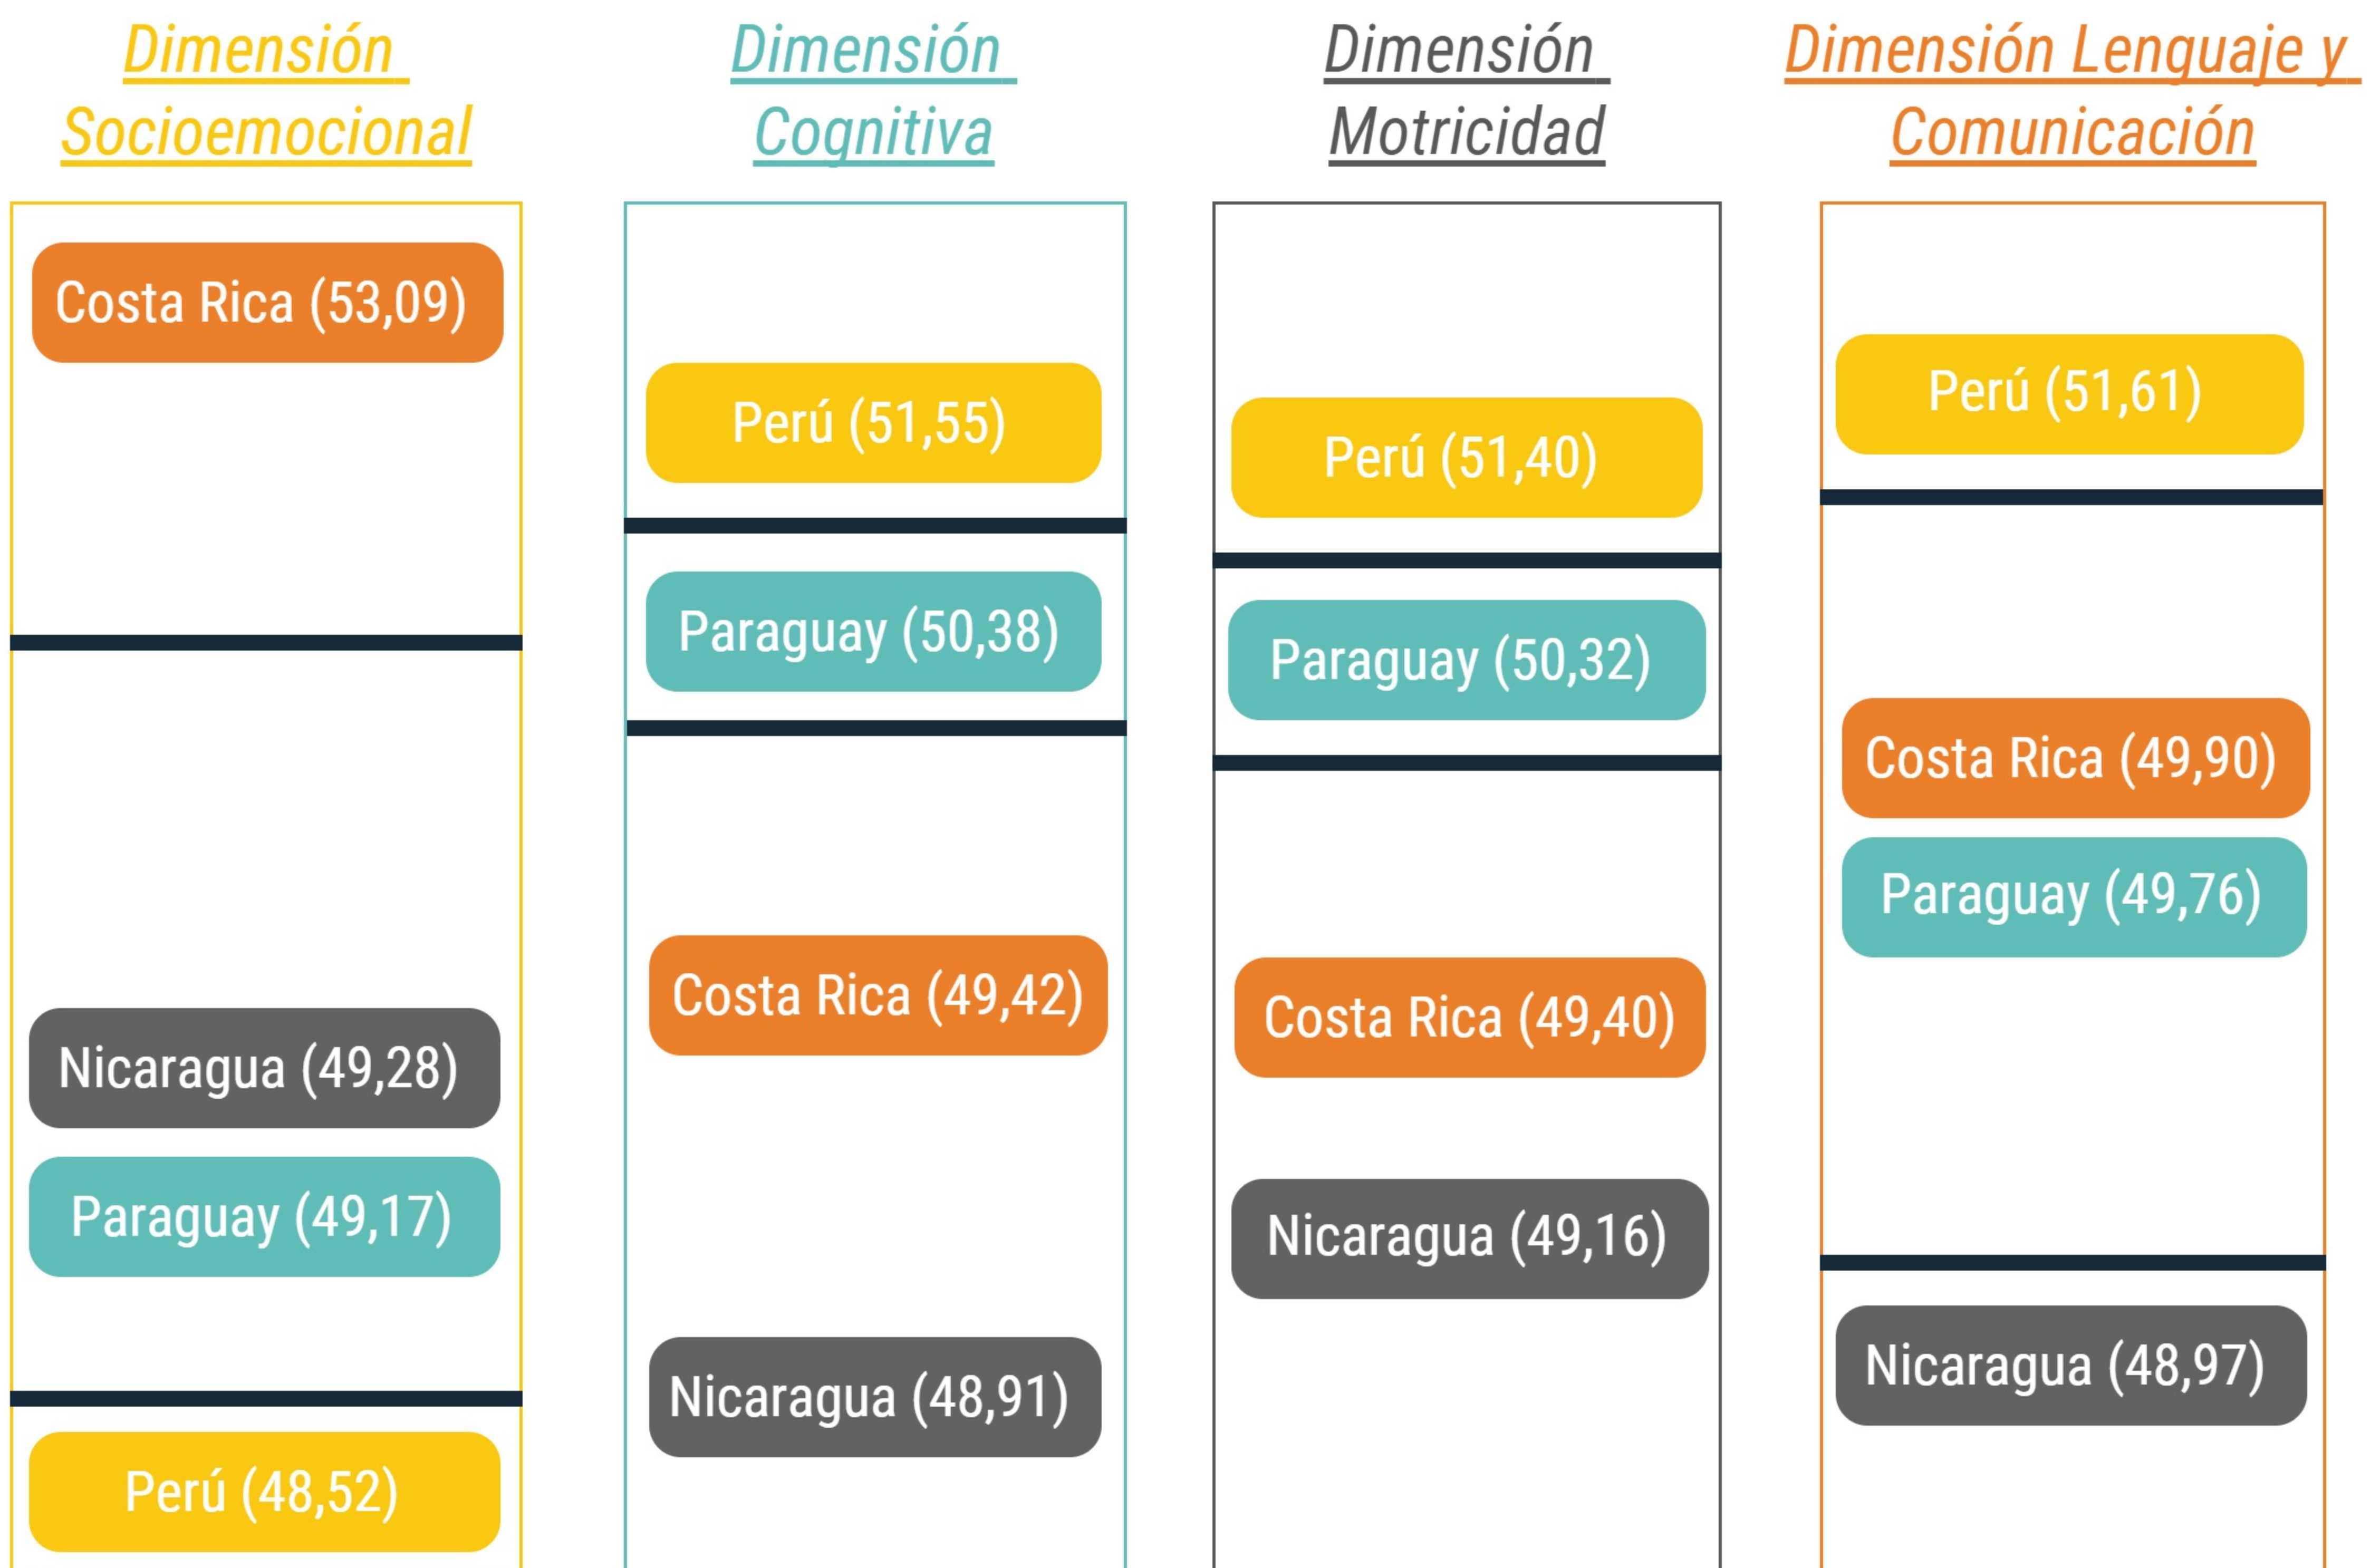 Dimensión
Socioemocional
Costa Rica (53,09)
Nicaragua (49,28)
Paraguay (49,17)
Perú (48,52)
Dimensión
Cognitiva
Perú (51,55)
Paraguay (50,38)
Costa Rica (49,42)
Nicaragua (48,91)
Dimensión
Motricidad
Perú (51,40)
Paraguay (50,32)
Costa Rica (49,40)
Nicaragua (49,16)
Dimensión Lenguaje y
Comunicación
Perú (51,61)
Costa Rica (49,90)
Paraguay (49,76)
Nicaragua (48,97)